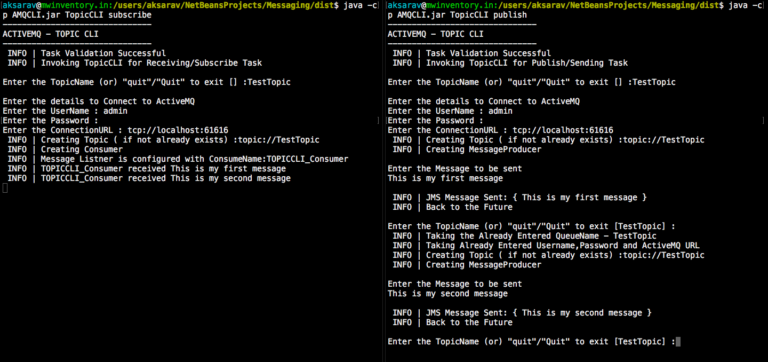 aksarav@mwinventory.in:/users/aksarav/NetBeansProjects/Messaging/dist$ java -c
p AMQCLI.jar TopicCLI subscribe
-------------------------------
ACTIVEMQ - TOPIC CLI
-------------------------------
INFO | Task Validation Successful
INFO | Invoking TopicCLI for Receiving/Subscribe Task
Enter the TopicName (or) "quit"/"Quit" to exit [] :TestTopic
Enter the details to Connect to ActiveMQ
Enter the UserName : admin
Enter the Password :
Enter the ConnectionURL : tcp://localhost:61616
INFO | Creating Topic ( if not already exists) :topic://TestTopic
INFO | Creating Consumer
INFO | Message Listner is configured with ConsumeName:TOPICCLI_Consumer
INFO | TOPICCLI_Consumer received This is my first message
INFO | TOPICCLI_Consumer received This is my second message
aksarav@mwinventory.in:/users/aksarav/NetBeansProjects/Messaging/dist$ java -c
p AMQCLI.jar TopicCLI publish
-------------------------------
ACTIVEMQ - TOPIC CLI
-------------------------------
INFO | Task Validation Successful
INFO | Invoking TopicCLI for Publish/Sending Task
Enter the TopicName (or) "quit"/"Quit" to exit [] :TestTopic
Enter the details to Connect to ActiveMQ
Enter the UserName : admin
Enter the Password :
Enter the ConnectionURL : tcp://localhost:61616
INFO | Creating Topic ( if not already exists) :topic://TestTopic
INFO | Creating MessageProducer
Enter the Message to be sent
This is my first message
INFO | JMS Message Sent: { This is my first message }
INFO | Back to the Future
Enter the TopicName (or) "quit"/"Quit" to exit [TestTopic] :
INFO | Taking the Already Entered QueueName - TestTopic
INFO | Taking Already Entered Username,Password and ActiveMQ URL
INFO | Creating Topic ( if not already exists) :topic://TestTopic
INFO | Creating MessageProducer
Enter the Message to be sent
This is my second message
INFO | JMS Message Sent: { This is my second message }
INFO | Back to the Future
Enter the TopicName (or) "quit"/"Quit" to exit [TestTopic] :